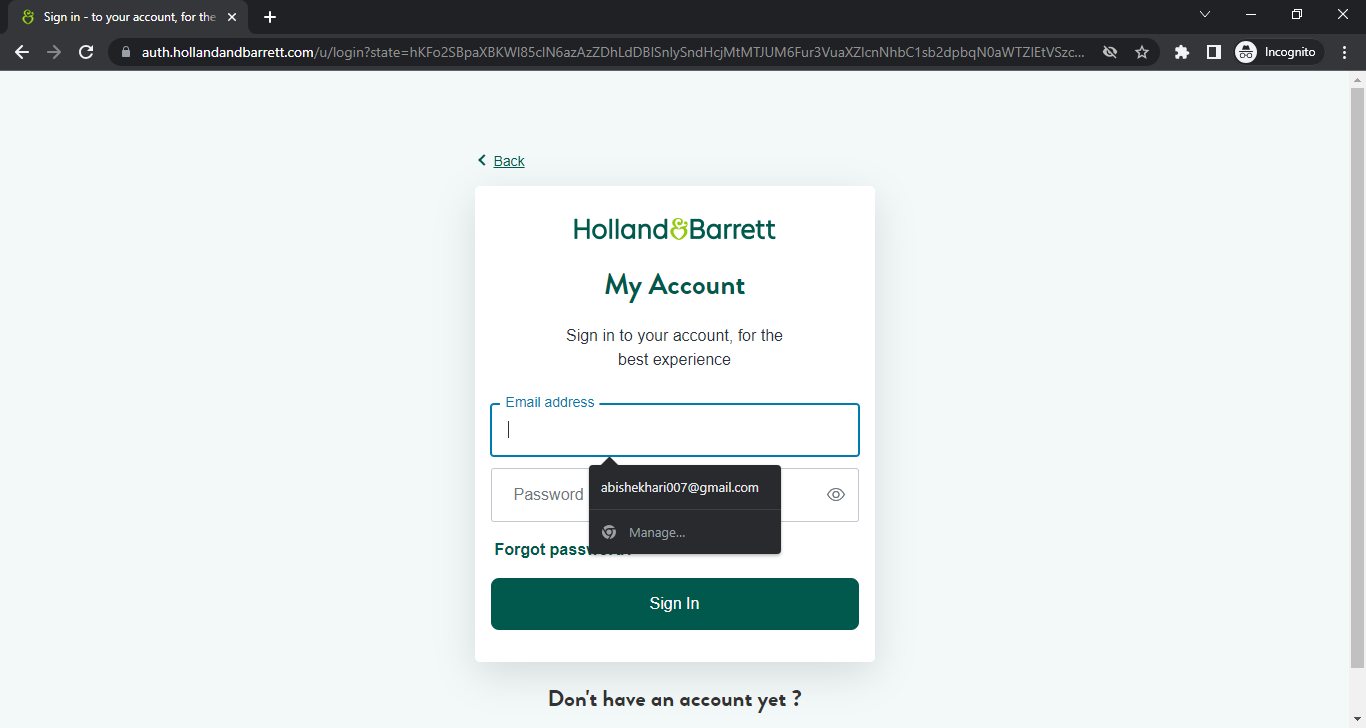 Sign in - to your account, for the
auth.hollandandbarrett.com/u/login?state=hKFo2SBpaXBKWl85clN6azAzZDhLdDBlSnlySndHcjMtMTJUM6Fur3VuaXZlcnNhbC1sb2dpbqN0aWTZIEtVSzc...
Incognito
Back
Holland&Barrett
My Account
Sign in to your account, for the
best experience
Email address
abishekhari007@gmail.com
Password
Manage...
Forgot password?
Sign In
Don't have an account yet ?